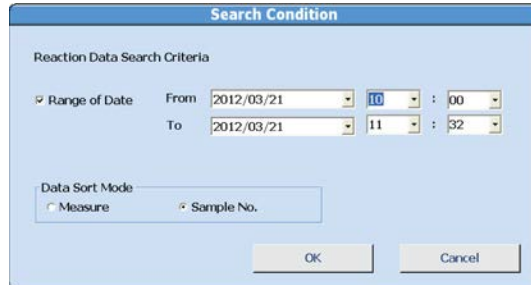 Search Condition
Reaction Data Search Criteria
Range of Date From 2012/03/21 10 : 00
To 2012/03/21 11 : 32
Data Sort Mode
Measure Sample No.
OK Cancel